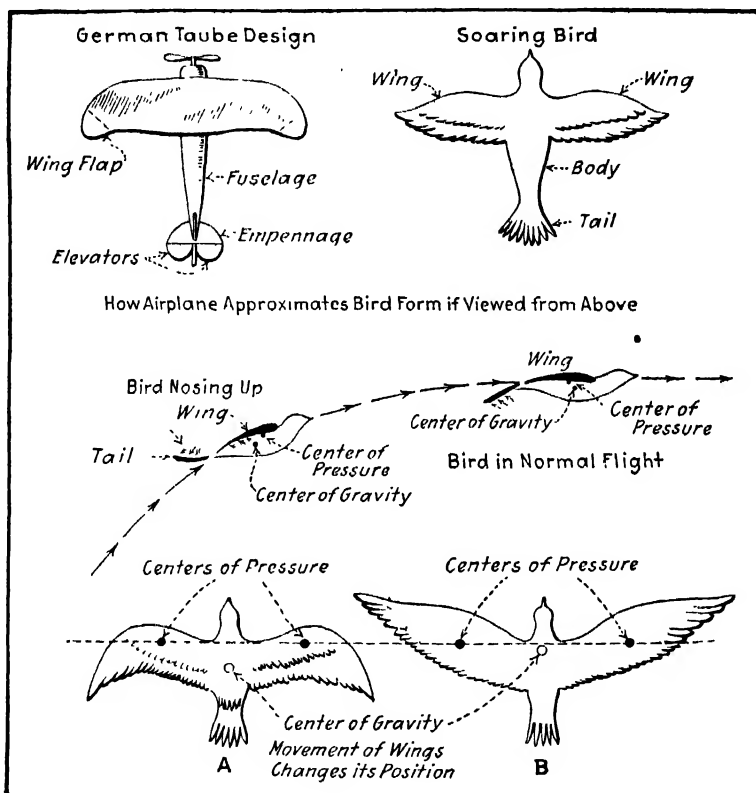 German Taube Design
Soaring Bird
Wing
Wing
Wing Flap
Fuselage
Body
Empennage
Tail
Elevators
How Airplane Approximates Bird Form if Viewed from Above
Bird Nosing Up
Wing
Tail
Center of
Pressure
Center of Gravity
Wing
Center of Gravity
Center of
Pressure
Bird in Normal Flight
Centers of Pressure
Centers of Pressure
Center of Gravity
Movement of Wings
Changes its Position
A
B